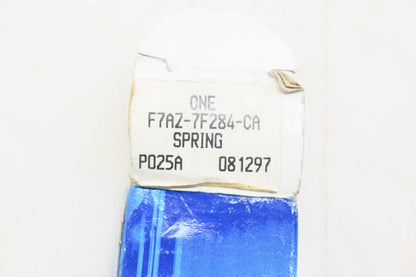 ONE
F7AZ-7F284-CA
SPRING
P025A 081297